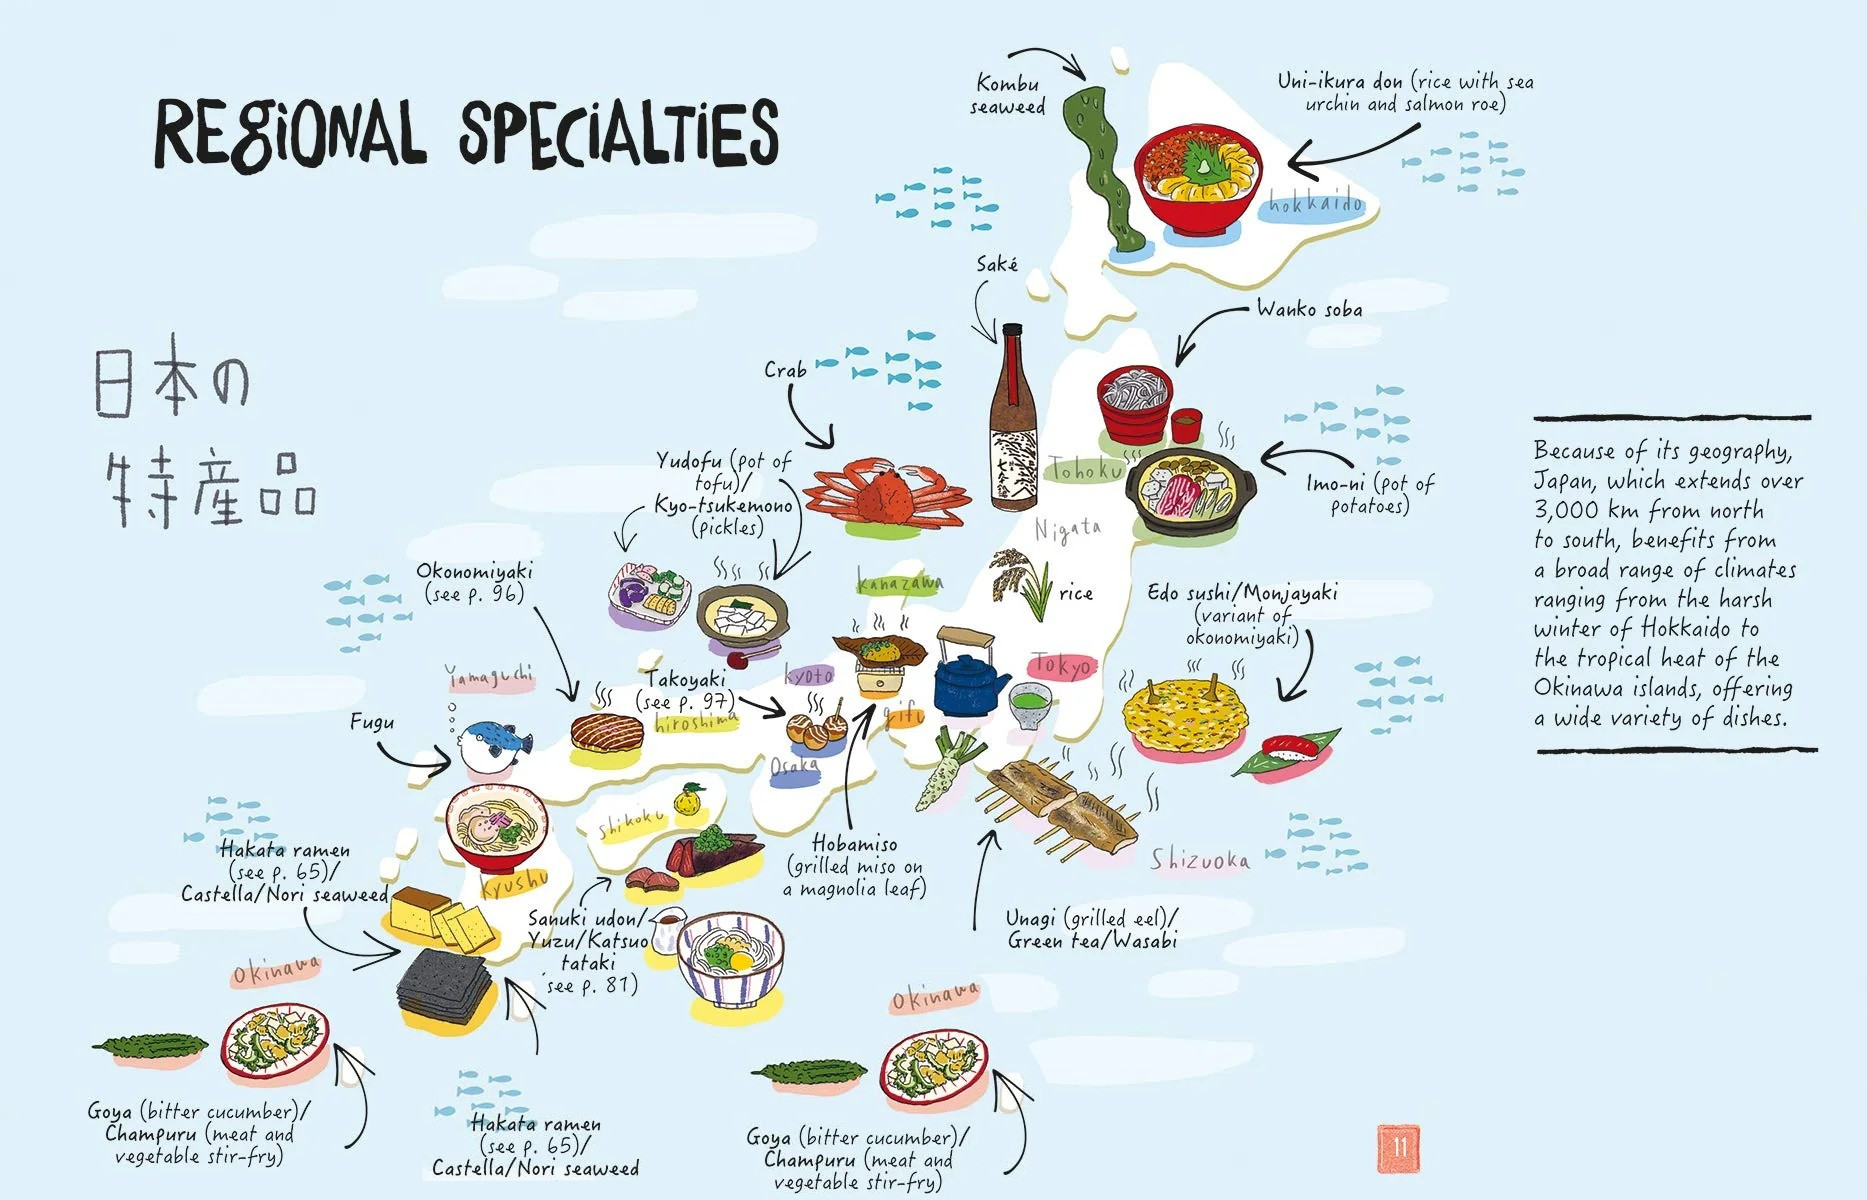 REGIONAL SPECIALTIES
日本の
特産品
Kombu
seaweed
Uni-ikura don (rice with sea
urchin and salmon roe)
hokkaido
Saké
Wanko soba
Crab
Tohoku
Imo-ni (pot of
potatoes)
Nigata
Yudofu (pot of
tofu)/
Kyo-tsukemono
(pickles)
kanazawa
rice
Okonomiyaki
(see p. 96)
Edo sushi/Monjayaki
(variant of
okonomiyaki)
Because of its geography,
Japan, which extends over
3,000 km from north
to south, benefits from
a broad range of climates
ranging from the harsh
winter of Hokkaido to
the tropical heat of the
Okinawa islands, offering
a wide variety of dishes.
Yamaguchi
Takoyaki
(see p. 97)
kyoto
Tokyo
Fugu
hiroshima
gifu
Osaka
shikoku
Hobamiso
(grilled miso on
a magnolia leaf)
Shizuoka
Unagi (grilled eel)/
Green tea/Wasabi
Hakata ramen
(see p. 65)/
Castella/Nori seaweed
kyushu
Sanuki udon/
Yuzu/Katsuo
tataki
see p. 81)
Okinawa
Goya (bitter cucumber)/
Champuru (meat and
vegetable stir-fry)
Hakata ramen
(see p. 65)/
Castella/Nori seaweed
Okinawa
Goya (bitter cucumber)/
Champuru (meat and
vegetable stir-fry)
11